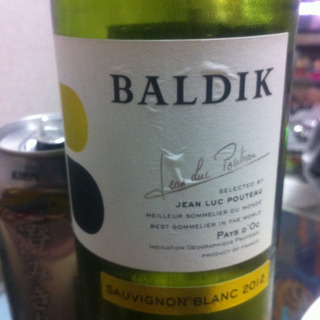 BALDIK
Jean Luc Pouteau
SELECTED BY
JEAN LUC POUTEAU
MEILLEUR SOMMELIER DU MONDE
BEST SOMMELIER IN THE WORLD
PAYS D'OC
INDICATION GÉOGRAPHIQUE PROTÉGÉE
PRODUCT OF FRANCE
SAUVIGNON BLANC 2012